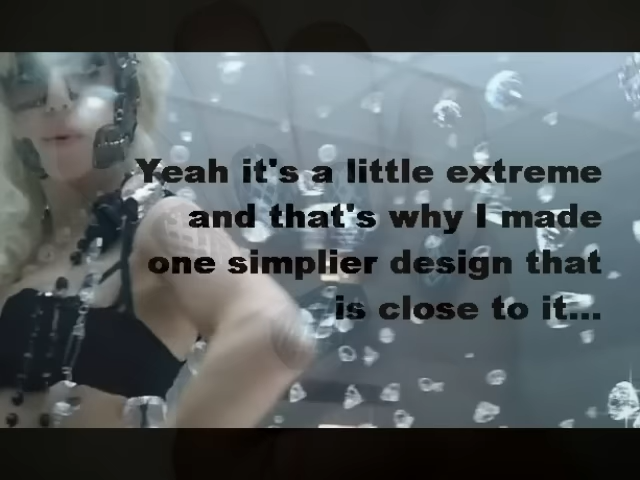 Yeah it's a little extreme
and that's why I made
one simplier design that
is close to it...